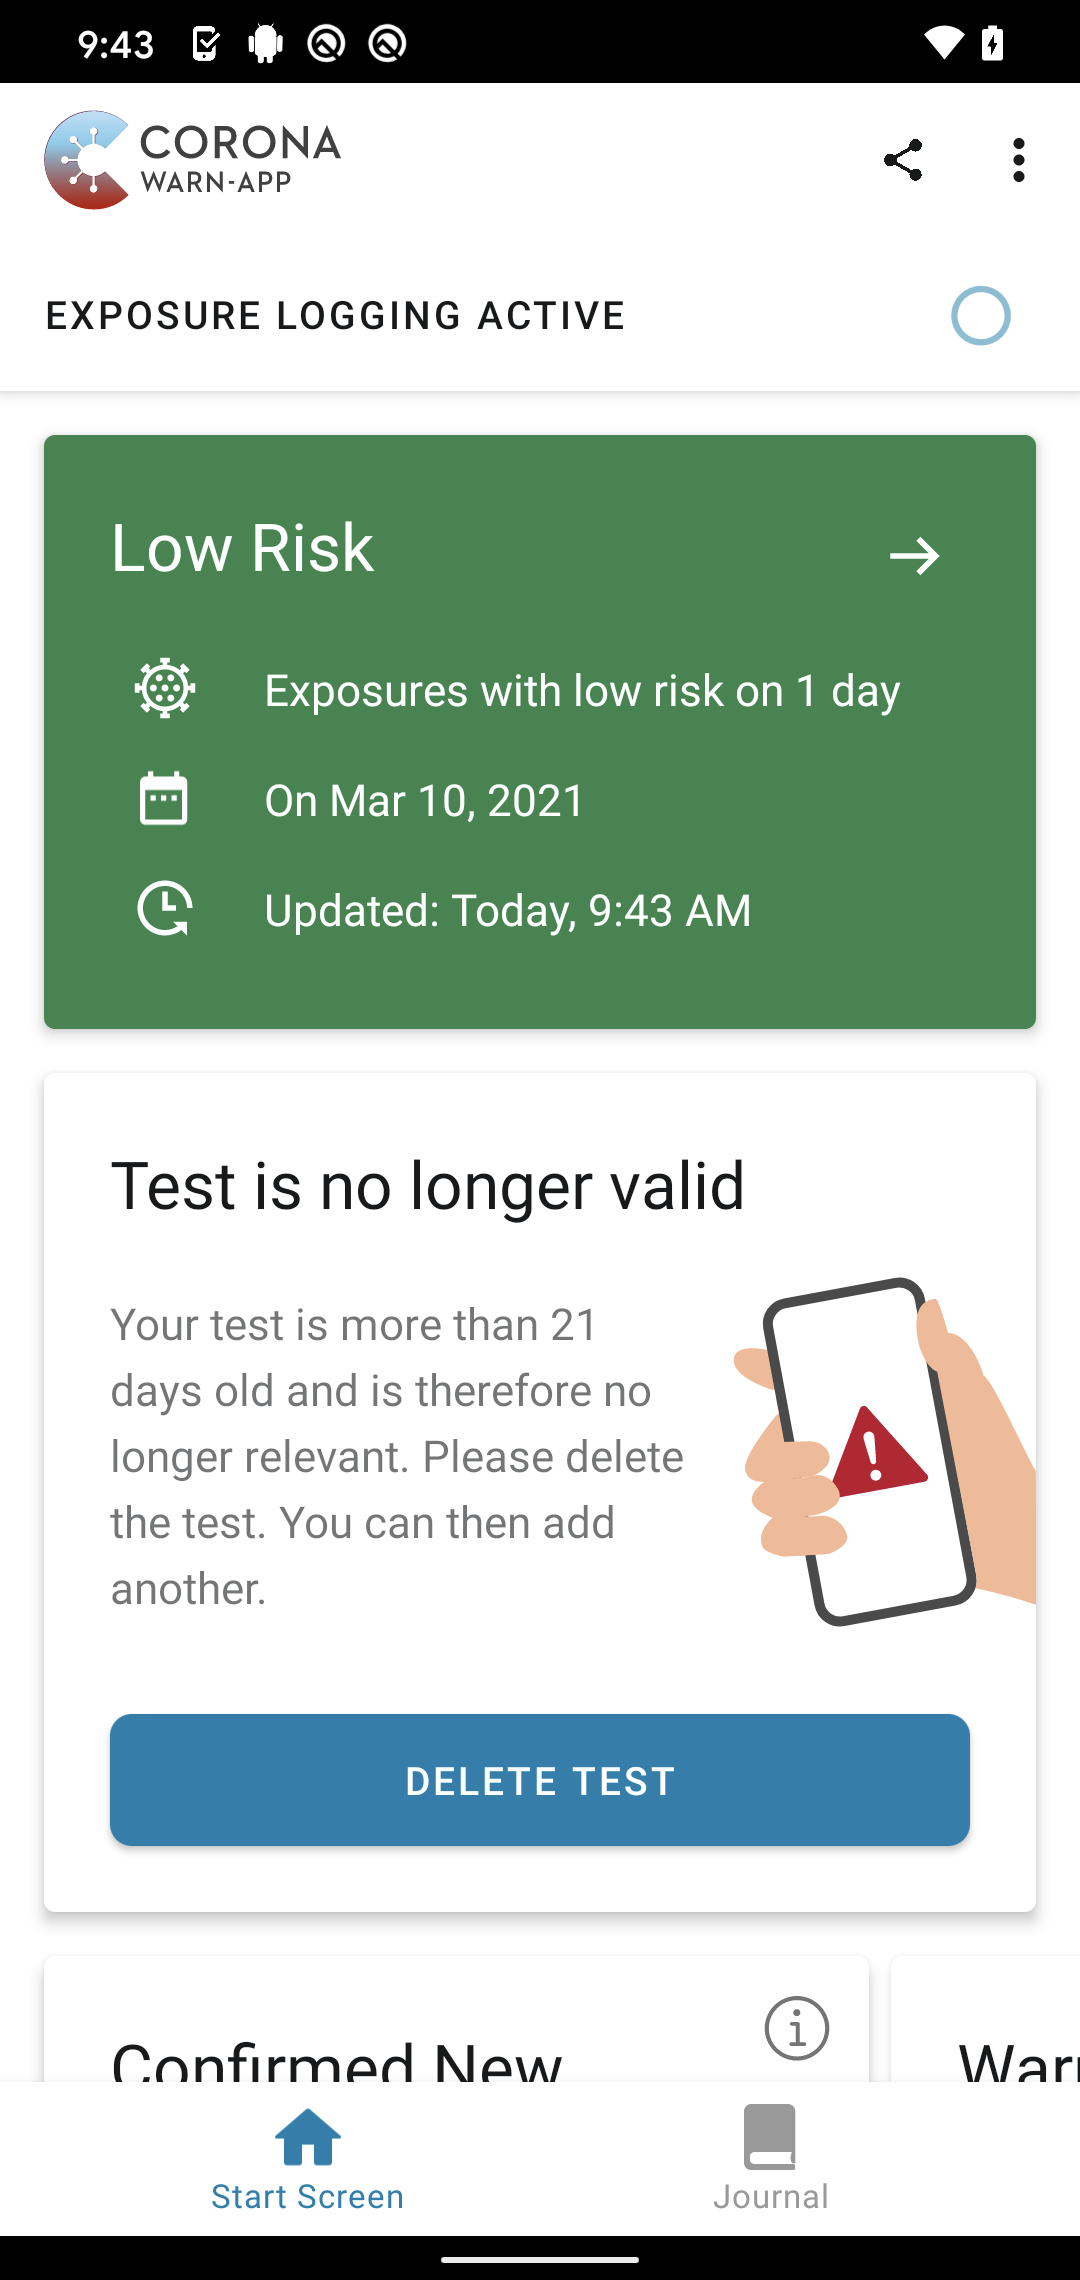 9:43
CORONA
WARN-APP
EXPOSURE LOGGING ACTIVE
Low Risk
Exposures with low risk on 1 day
On Mar 10, 2021
Updated: Today, 9:43 AM
Test is no longer valid
Your test is more than 21
days old and is therefore no
longer relevant. Please delete
the test. You can then add
another.
DELETE TEST
Confirmed New
Start Screen
Journal